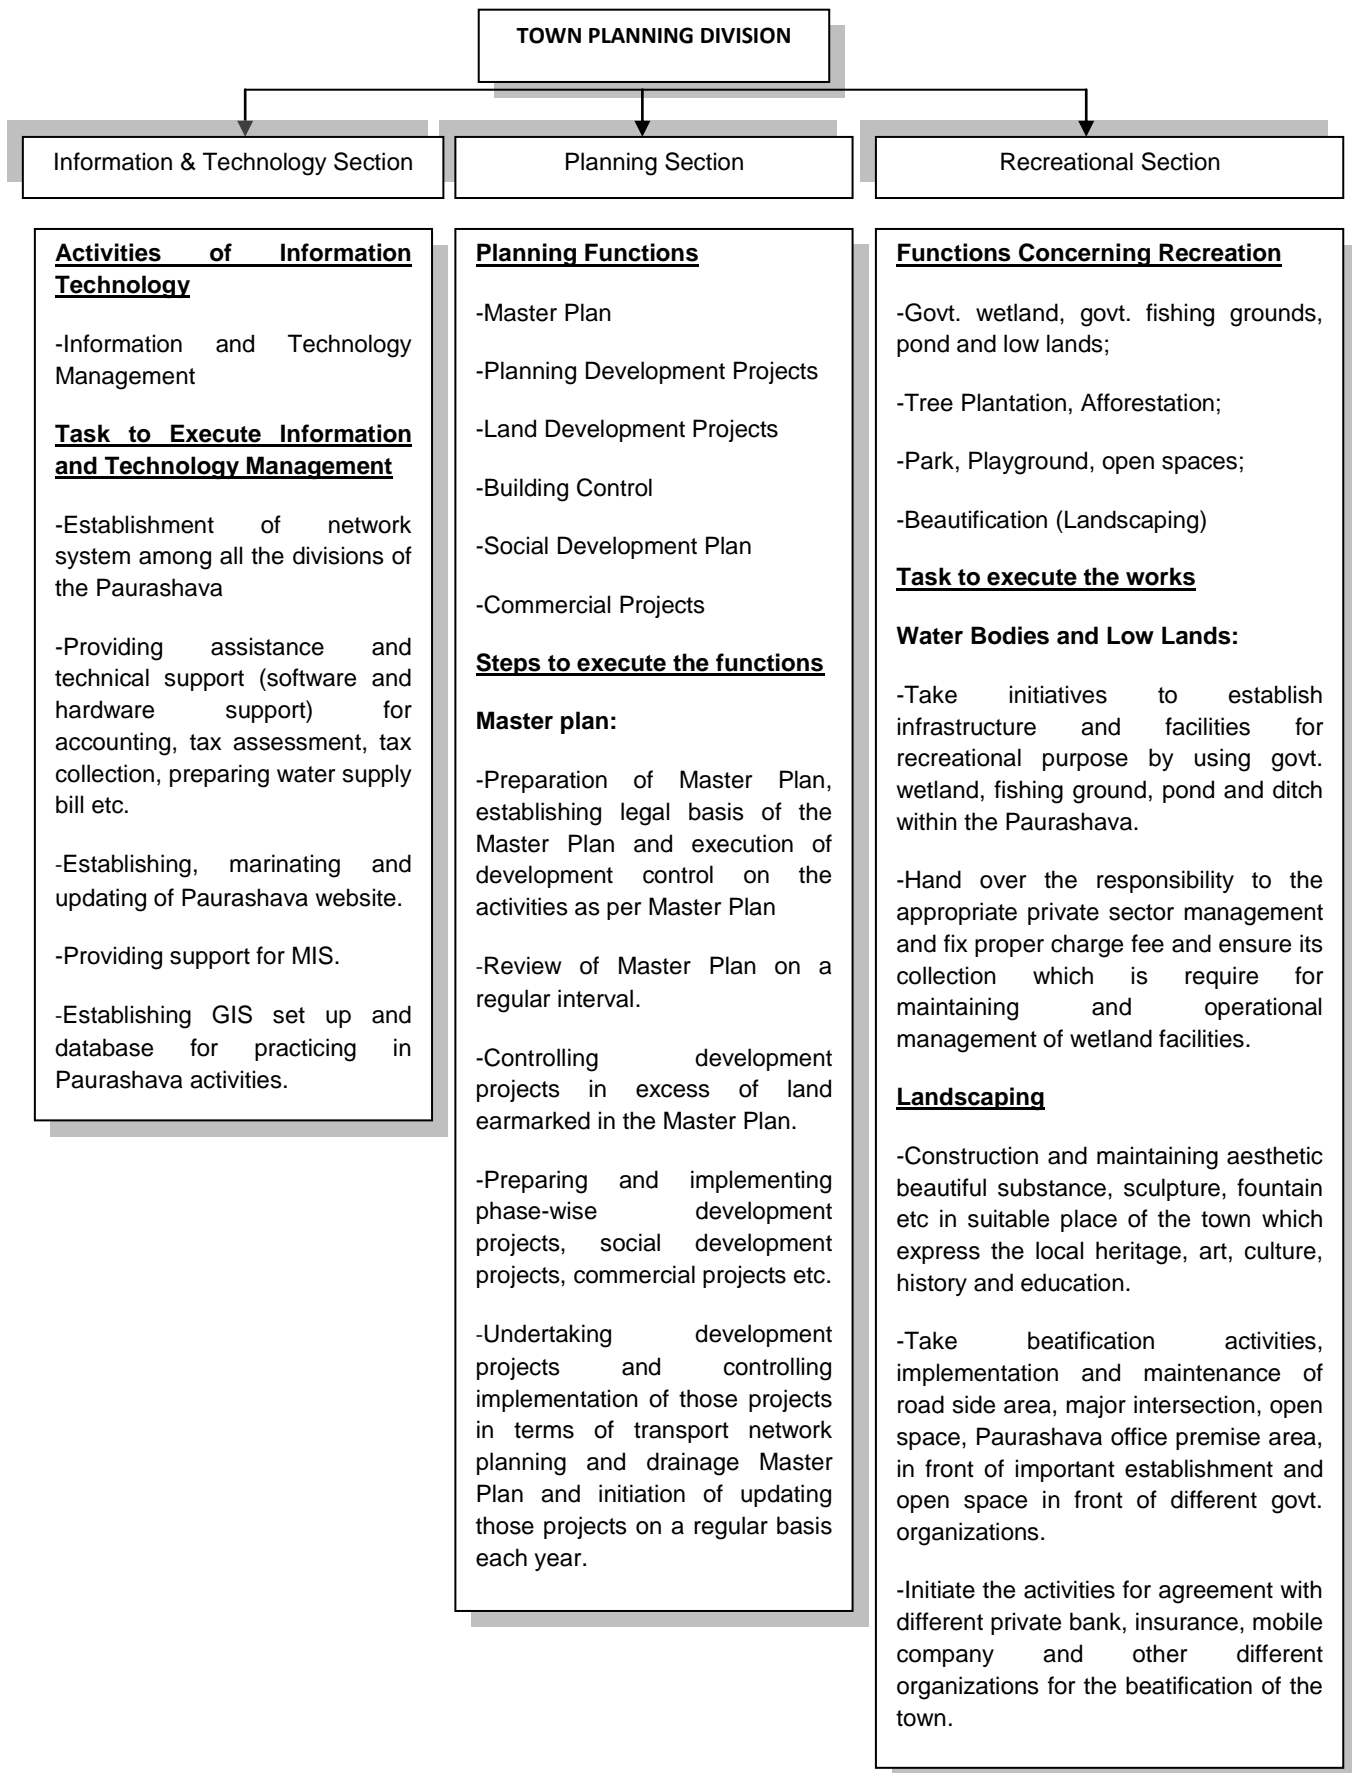 TOWN PLANNING DIVISION
Information & Technology Section
Planning Section
Recreational Section
Activities of Information
Technology
-Information and Technology
Management
Task to Execute Information
and Technology Management
-Establishment of network
system among all the divisions of
the Paurashava
-Providing assistance and
technical support (software and
hardware support) for
accounting, tax assessment, tax
collection, preparing water supply
bill etc.
-Establishing, marinating and
updating of Paurashava website.
-Providing support for MIS.
-Establishing GIS set up and
database for practicing in
Paurashava activities.
Planning Functions
-Master Plan
-Planning Development Projects
-Land Development Projects
-Building Control
-Social Development Plan
-Commercial Projects
Steps to execute the functions
Master plan:
-Preparation of Master Plan,
establishing legal basis of the
Master Plan and execution of
development control on the
activities as per Master Plan
-Review of Master Plan on a
regular interval.
-Controlling development
projects in excess of land
earmarked in the Master Plan.
-Preparing and implementing
phase-wise development
projects, social development
projects, commercial projects etc.
-Undertaking development
projects and controlling
implementation of those projects
in terms of transport network
planning and drainage Master
Plan and initiation of updating
those projects on a regular basis
each year.
Functions Concerning Recreation
-Govt. wetland, govt. fishing grounds,
pond and low lands;
-Tree Plantation, Afforestation;
-Park, Playground, open spaces;
-Beautification (Landscaping)
Task to execute the works
Water Bodies and Low Lands:
-Take initiatives to establish
infrastructure and facilities for
recreational purpose by using govt.
wetland, fishing ground, pond and ditch
within the Paurashava.
-Hand over the responsibility to the
appropriate private sector management
and fix proper charge fee and ensure its
collection which is require for
maintaining and operational
management of wetland facilities.
Landscaping
-Construction and maintaining aesthetic
beautiful substance, sculpture, fountain
etc in suitable place of the town which
express the local heritage, art, culture,
history and education.
-Take beatification activities,
implementation and maintenance of
road side area, major intersection, open
space, Paurashava office premise area,
in front of important establishment and
open space in front of different govt.
organizations.
-Initiate the activities for agreement with
different private bank, insurance, mobile
company and other different
organizations for the beatification of the
town.